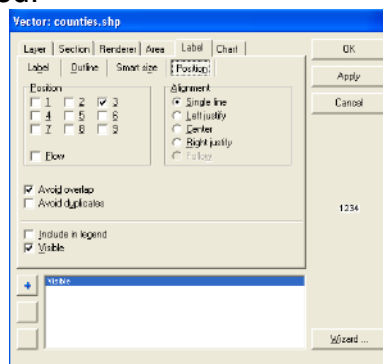 Vector: counties.shp
Layer Section Renderer Area Label Chart
OK
Label Outline Smart size Position
Apply
Position
Alignment
Cancel
1 2 3
Single line
4 5 6
Left justify
7 8 9
Center
Right justify
Flow
Follow
Avoid overlap
Avoid duplicates
1234
Include in legend
Visible
+
Visible
Wizard ...